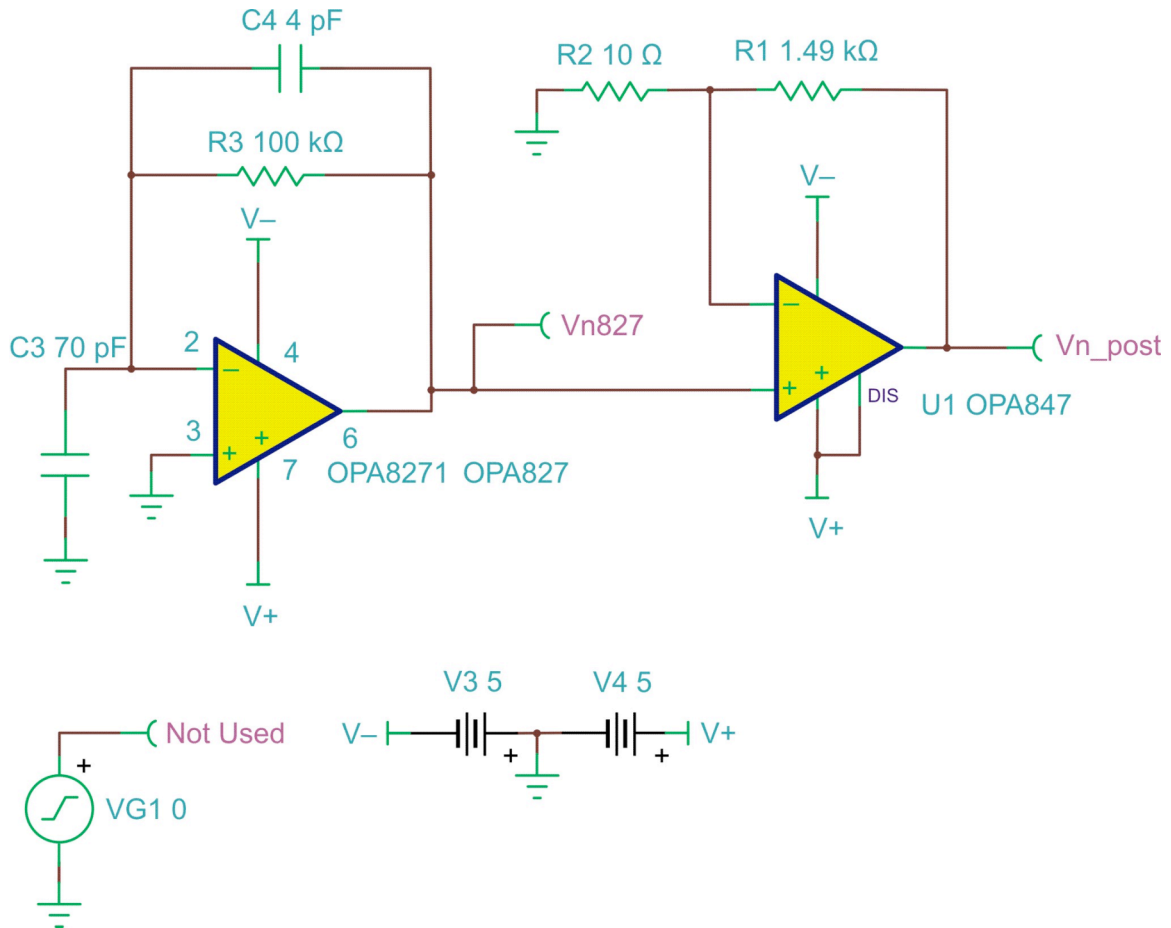 C4 4 pF
R2 10 Ω
R1 1.49 kΩ
R3 100 kΩ
V–
V–
C3 70 pF
2
4
–
–
Vn827
Vn_post
3
+
+
6
7
+
+
DIS
U1 OPA847
OPA8271 OPA827
V+
V+
V3 5
V4 5
Not Used
V–
V+
+
+
+
VG1 0